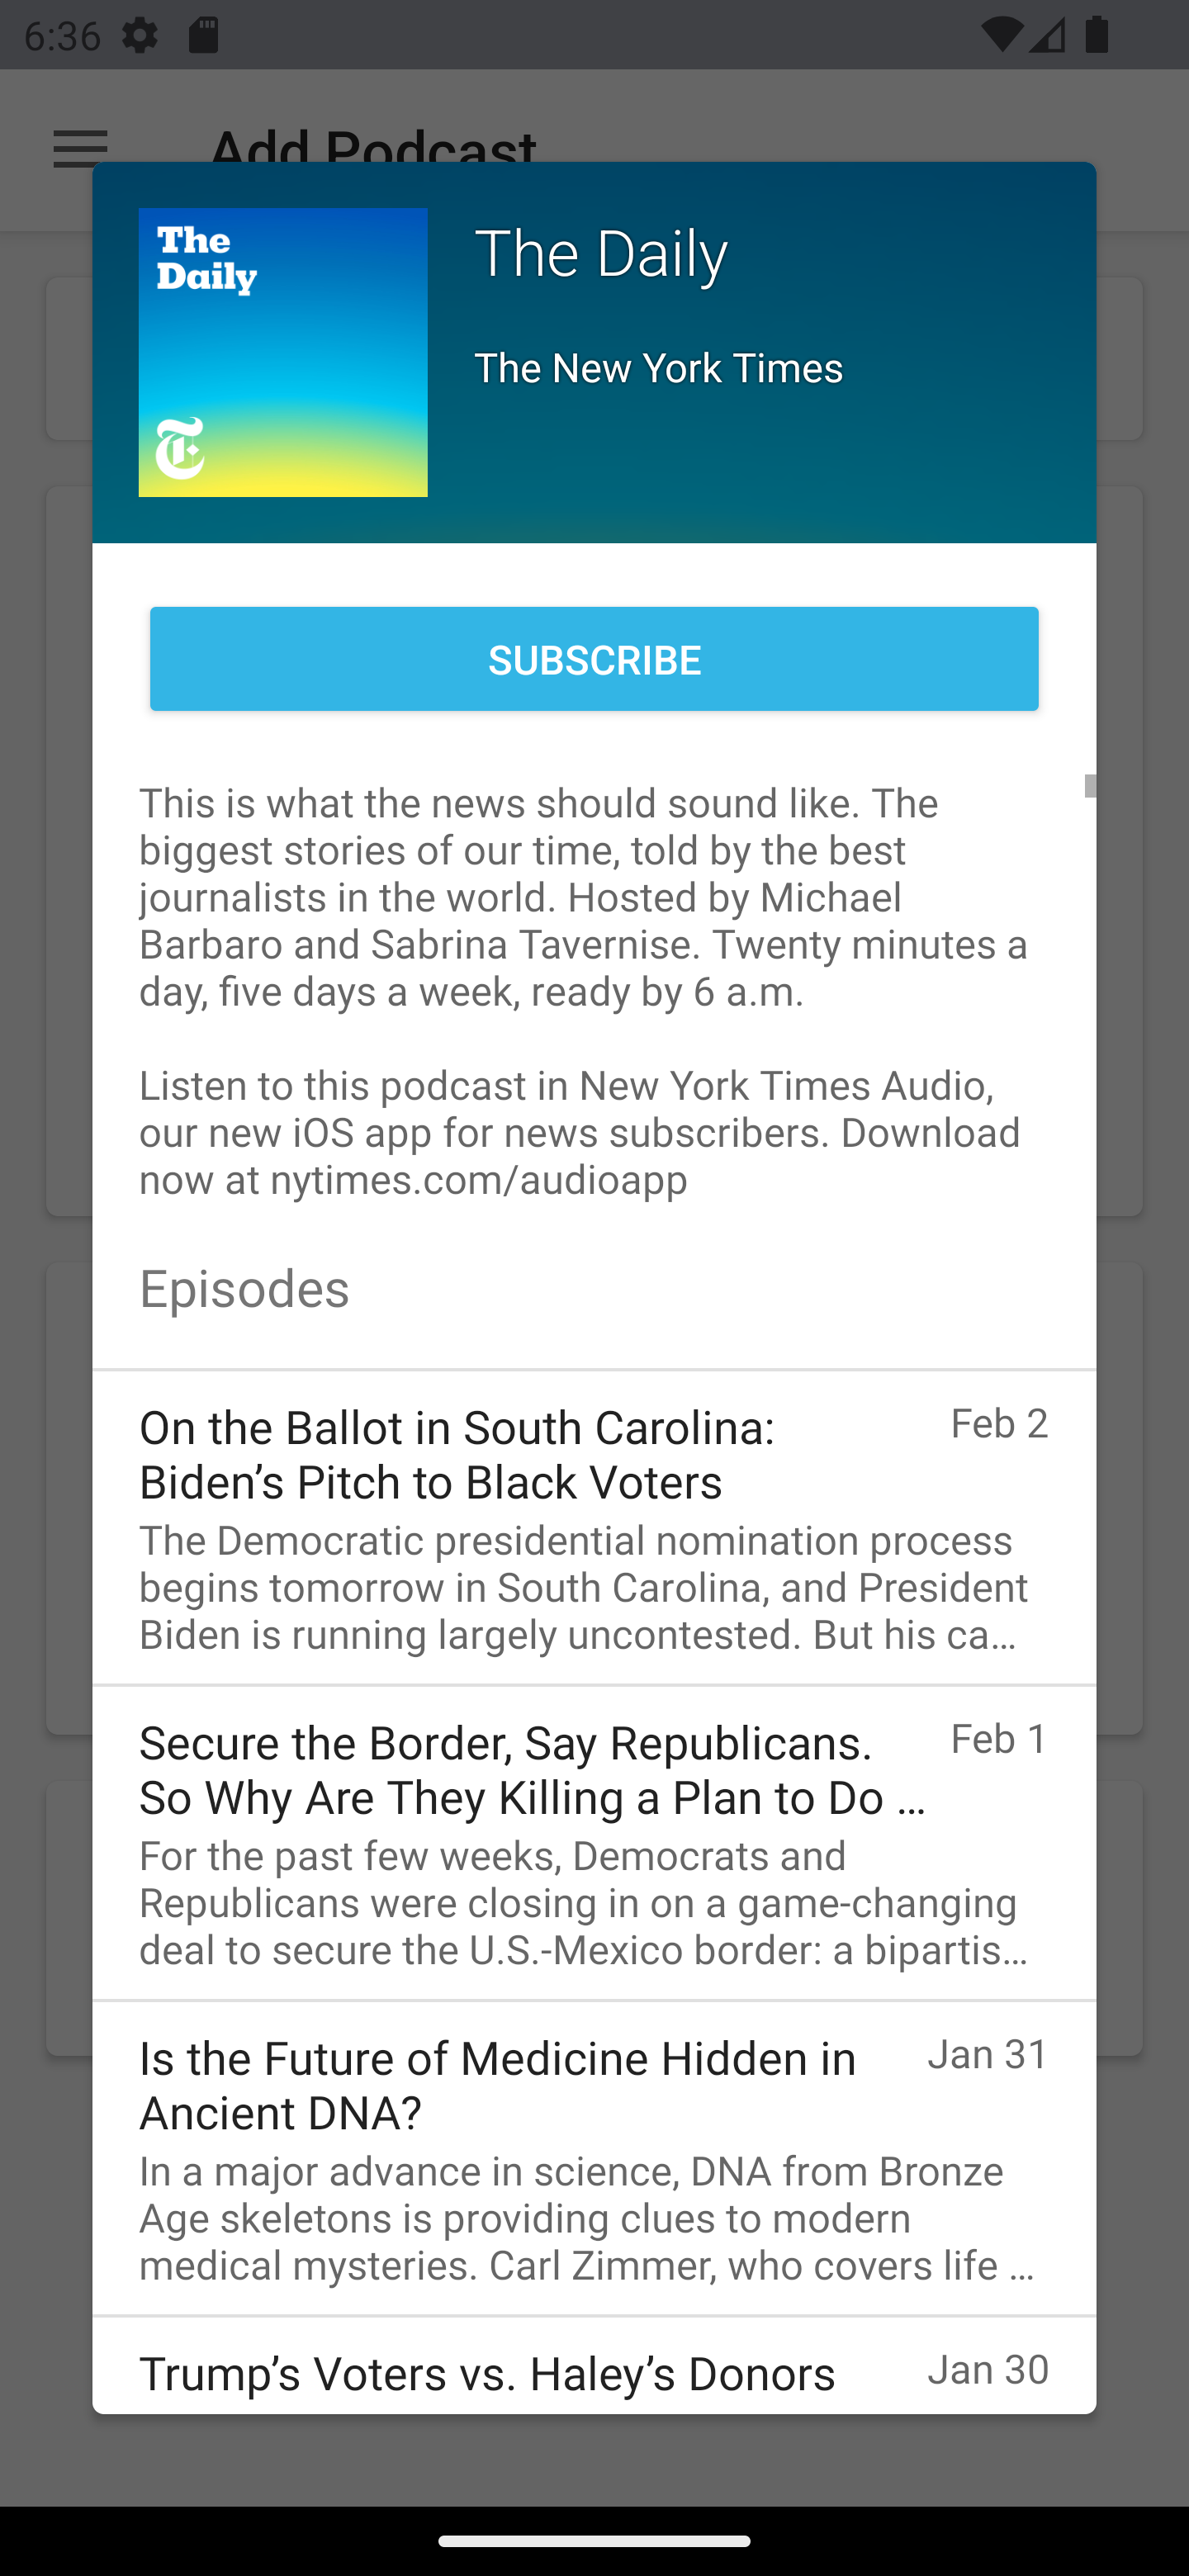 6:36
Add Podcast
The
Daily
The Daily
The New York Times
SUBSCRIBE
This is what the news should sound like. The
biggest stories of our time, told by the best
journalists in the world. Hosted by Michael
Barbaro and Sabrina Tavernise. Twenty minutes a
day, five days a week, ready by 6 a.m.
Listen to this podcast in New York Times Audio,
our new iOS app for news subscribers. Download
now at nytimes.com/audioapp
Episodes
On the Ballot in South Carolina:
Biden’s Pitch to Black Voters
Feb 2
The Democratic presidential nomination process
begins tomorrow in South Carolina, and President
Biden is running largely uncontested. But his ca…
Secure the Border, Say Republicans.
So Why Are They Killing a Plan to Do …
Feb 1
For the past few weeks, Democrats and
Republicans were closing in on a game-changing
deal to secure the U.S.-Mexico border: a bipartis…
Is the Future of Medicine Hidden in
Ancient DNA?
Jan 31
In a major advance in science, DNA from Bronze
Age skeletons is providing clues to modern
medical mysteries. Carl Zimmer, who covers life …
Trump’s Voters vs. Haley’s Donors
Jan 30